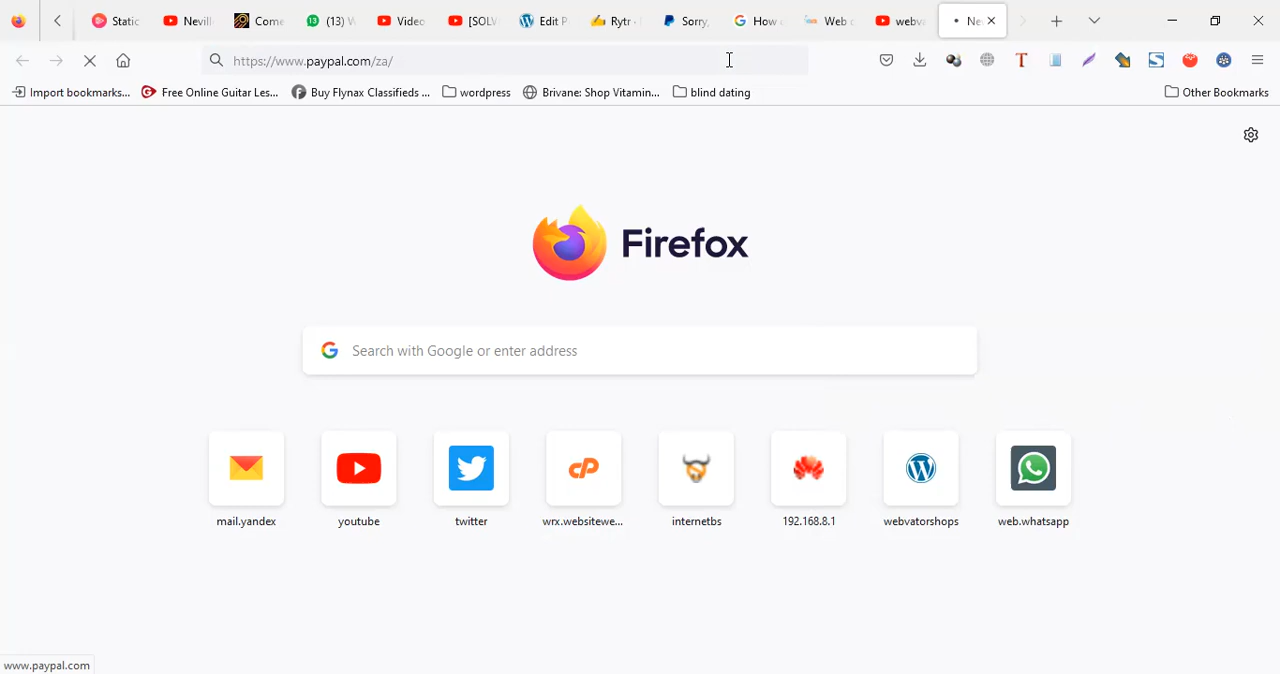 Static
Neville
Come
(13) W
Video
[SOLV
Edit P
Rytr -
Sorry,
How
Web
webva
Ne
https://www.paypal.com/za/
Import bookmarks...
Free Online Guitar Les...
Buy Flynax Classifieds ...
wordpress
Brivane: Shop Vitamin...
blind dating
Other Bookmarks
Firefox
Search with Google or enter address
mail.yandex
youtube
twitter
wrx.websitewe...
internetbs
192.168.8.1
webvatorshops
web.whatsapp
www.paypal.com